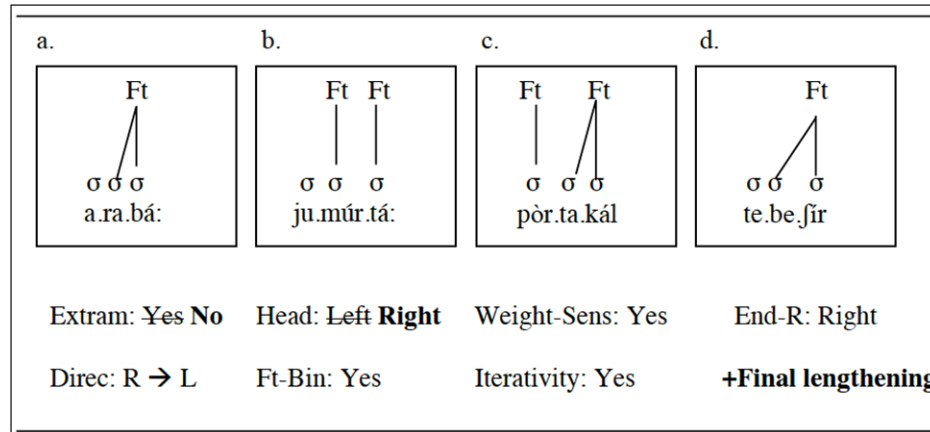 a. b. c. d.
Ft Ft Ft Ft Ft Ft
σ σ σ σ σ σ σ σ σ σ σ σ
a.ra.bá: ju.múr.tá: pòr.ta.kál te.be.ʃír
Extram: Yes No Head: Left Right Weight-Sens: Yes End-R: Right
Direc: R → L Ft-Bin: Yes Iterativity: Yes +Final lengthening